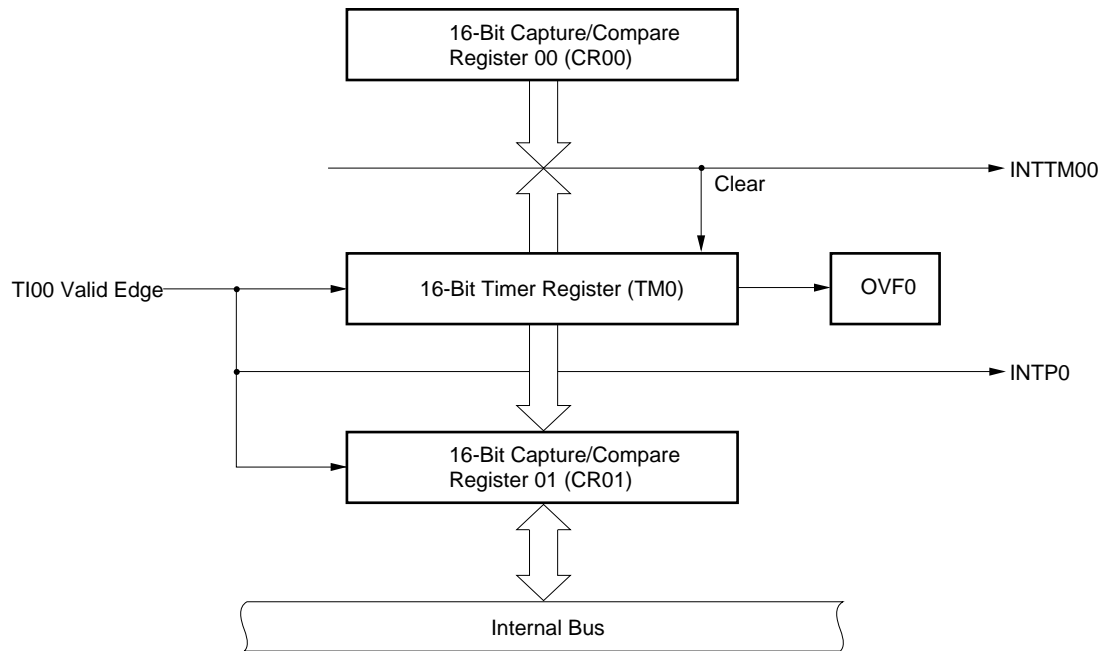 16-Bit Capture/Compare
Register 00 (CR00)
INTTM00
Clear
TI00 Valid Edge
16-Bit Timer Register (TM0)
OVF0
INTP0
16-Bit Capture/Compare
Register 01 (CR01)
Internal Bus